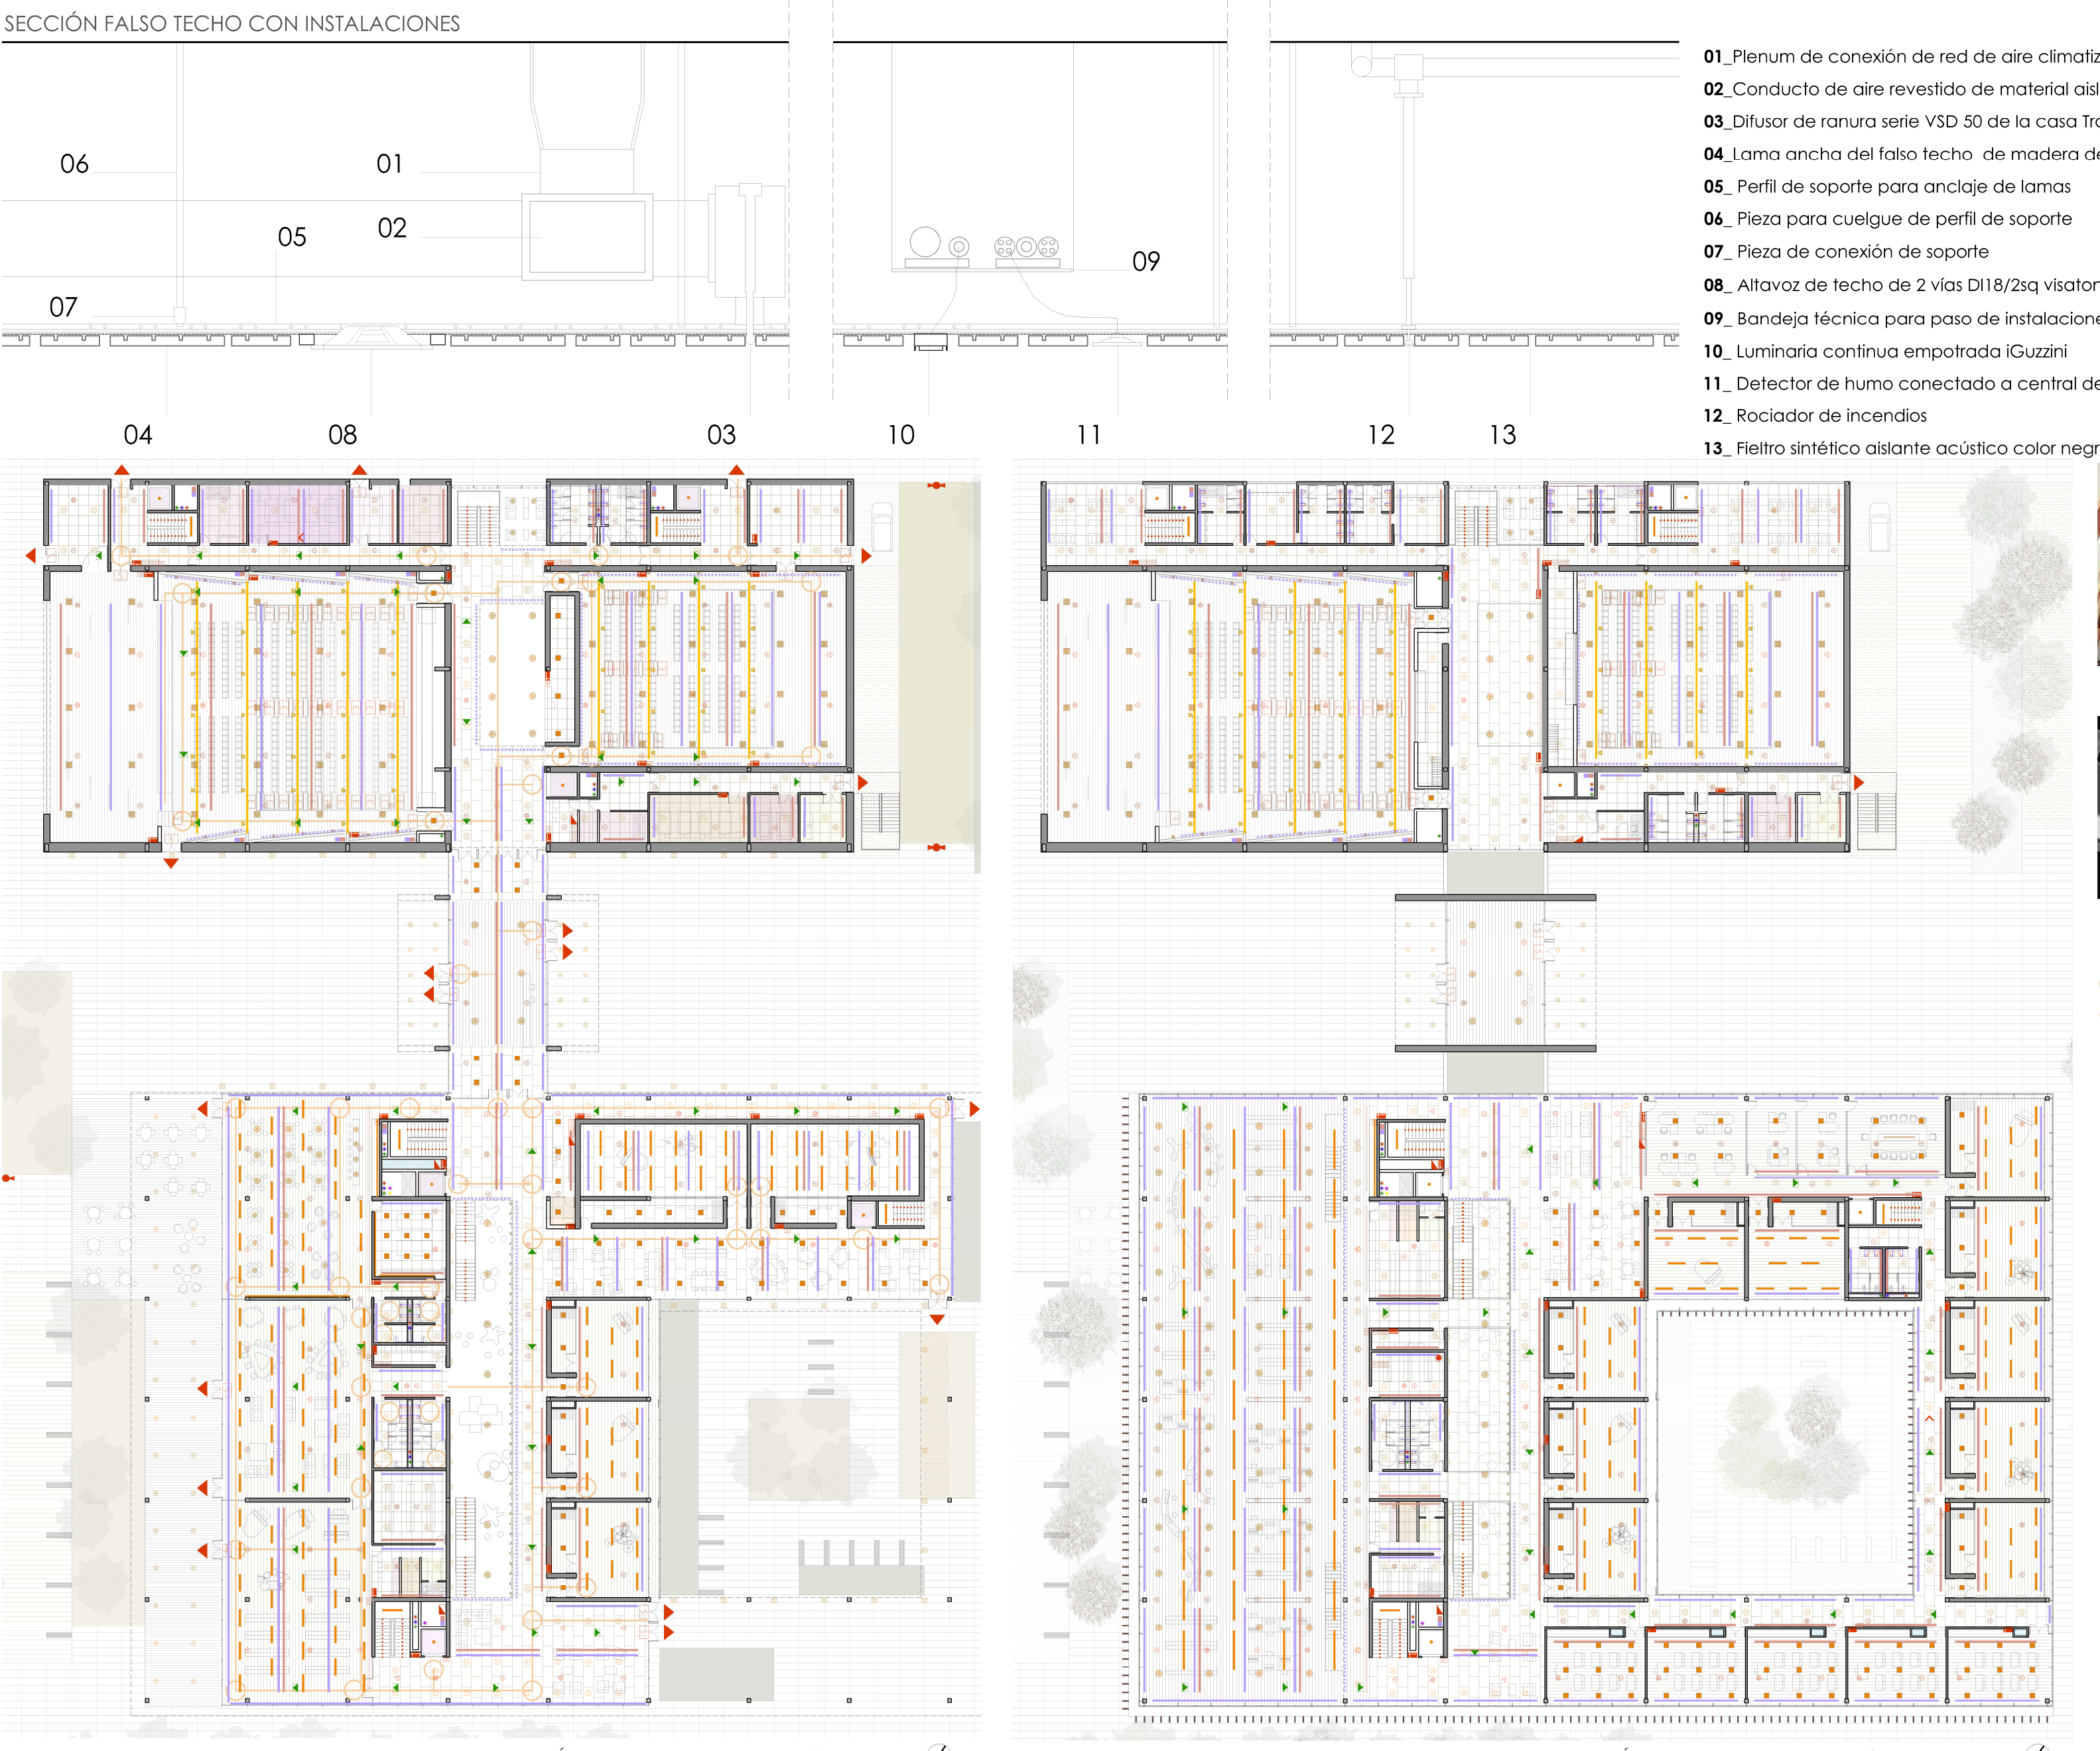 SECCIÓN FALSO TECHO CON INSTALACIONES
01_Plenum de conexión de red de aire climatiz
02_Conducto de aire revestido de material aisl
03_Difusor de ranura serie VSD 50 de la casa Tro
04_Lama ancha del falso techo de madera de
05_ Perfil de soporte para anclaje de lamas
06_ Pieza para cuelgue de perfil de soporte
07_ Pieza de conexión de soporte
08_ Altavoz de techo de 2 vías DI18/2sq visaton
09_ Bandeja técnica para paso de instalacione
10_ Luminaria continua empotrada iGuzzini
11_ Detector de humo conectado a central de
12_ Rociador de incendios
13_ Fieltro sintético aislante acústico color negr
06
01
05
02
09
07
04
08
03
10
11
12
13